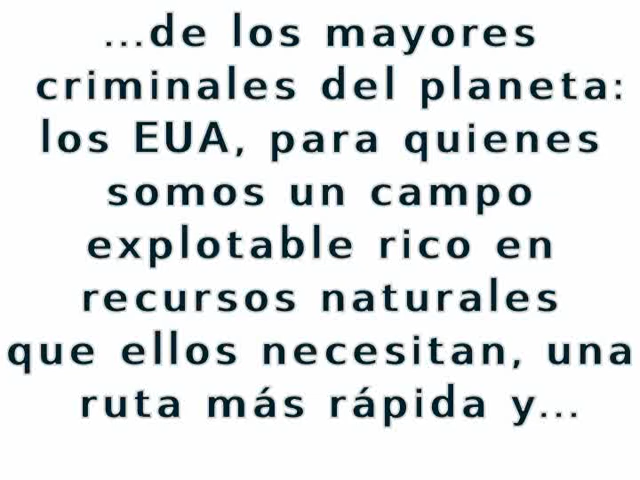 ...de los mayores
criminales del planeta:
los EUA, para quienes
somos un campo
explotable rico en
recursos naturales
que ellos necesitan, una
ruta más rápida y...